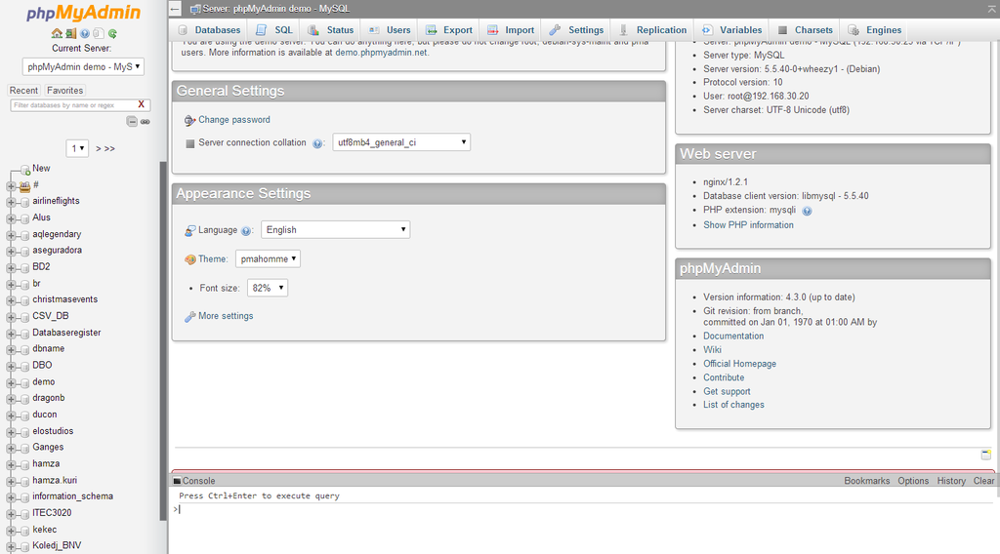 phpMyAdmin
Current Server:
phpMyAdmin demo - MyS
Recent Favorites
Filter databases by name or regex X
1 > >>
New
#
airlineflights
Alus
aqlegendary
aseguradora
BD2
br
christmasevents
CSV_DB
Databaseregister
dbname
DBO
demo
dragonb
ducon
elostudios
Ganges
hamza
hamza.kuri
information_schema
ITEC3020
kekec
Koledj_BNV
Server: phpMyAdmin demo - MySQL
Databases SQL Status Users Export Import Settings Replication Variables Charsets Engines
You are using the demo server. You can do anything here, but please do not change root, debian-sys-maint and pma
users. More information is available at demo.phpmyadmin.net.
General Settings
Change password
Server connection collation : utf8mb4_general_ci
Appearance Settings
Language : English
Theme: pmahomme
Font size: 82%
More settings
Server: phpMyAdmin demo - MySQL (192.168.30.23 via TCP/IP)
Server type: MySQL
Server version: 5.5.40-0+wheezy1 - (Debian)
Protocol version: 10
User: root@192.168.30.20
Server charset: UTF-8 Unicode (utf8)
Web server
nginx/1.2.1
Database client version: libmysql - 5.5.40
PHP extension: mysqli
Show PHP information
phpMyAdmin
Version information: 4.3.0 (up to date)
Git revision: from branch,
committed on Jan 01, 1970 at 01:00 AM by
Documentation
Wiki
Official Homepage
Contribute
Get support
List of changes
Console Bookmarks Options History Clear
Press Ctrl+Enter to execute query
>